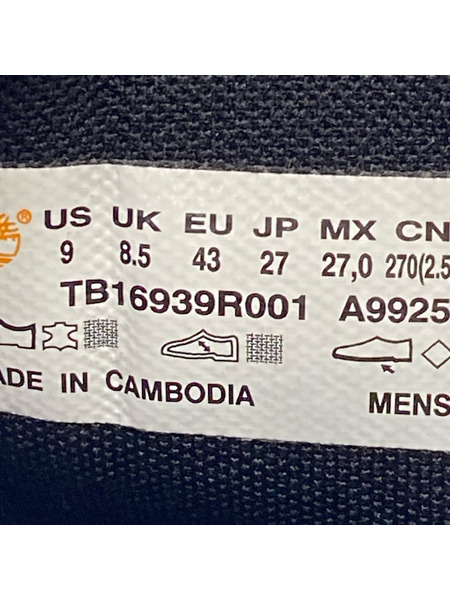 ® US UK EU JP MX CN
9 8.5 43 27 27,0 270(2.5
TB16939R001 A9925
ADE IN CAMBODIA MENS